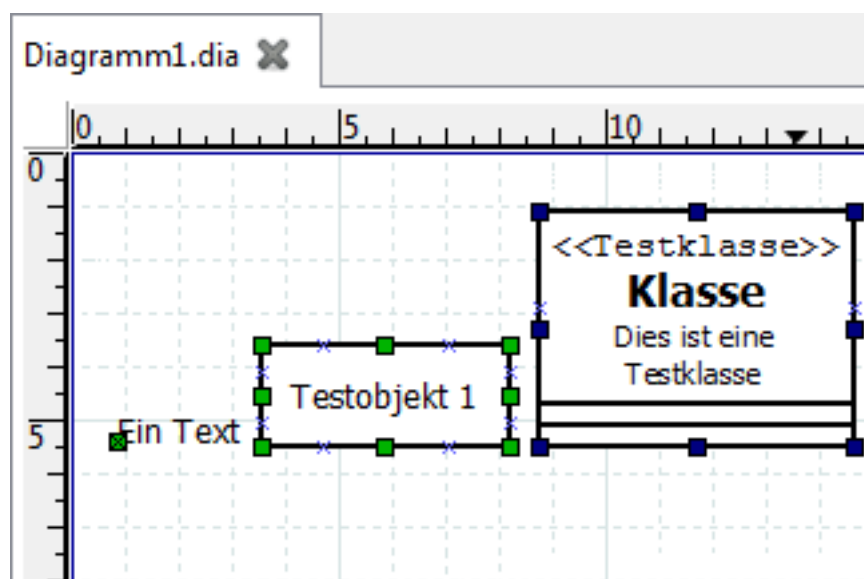 Diagramm1.dia
0 5 10
0
<<Testklasse>>
Klasse
Dies ist eine
Testklasse
Testobjekt 1
Ein Text
5